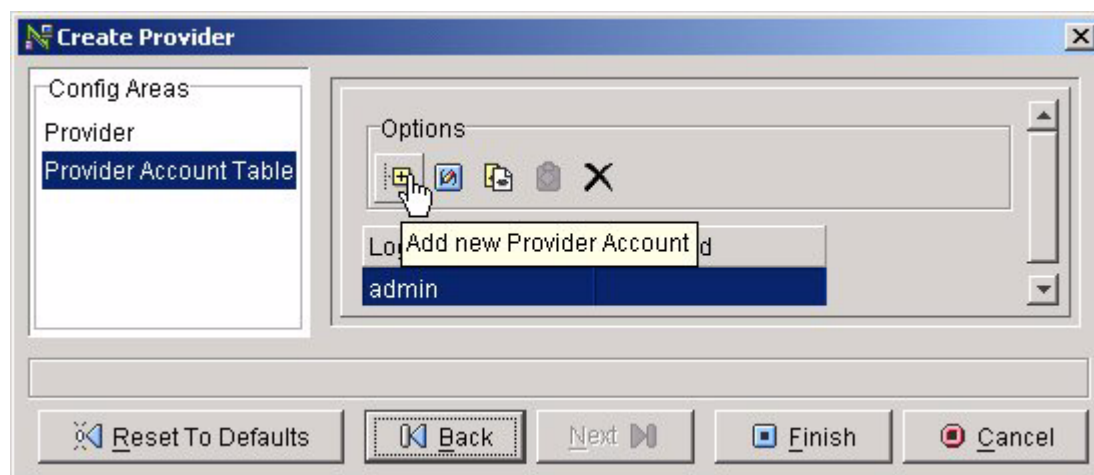 Create Provider
Config Areas
Provider
Provider Account Table
Options
Add new Provider Account
admin
Reset To Defaults
Back
Next
Finish
Cancel